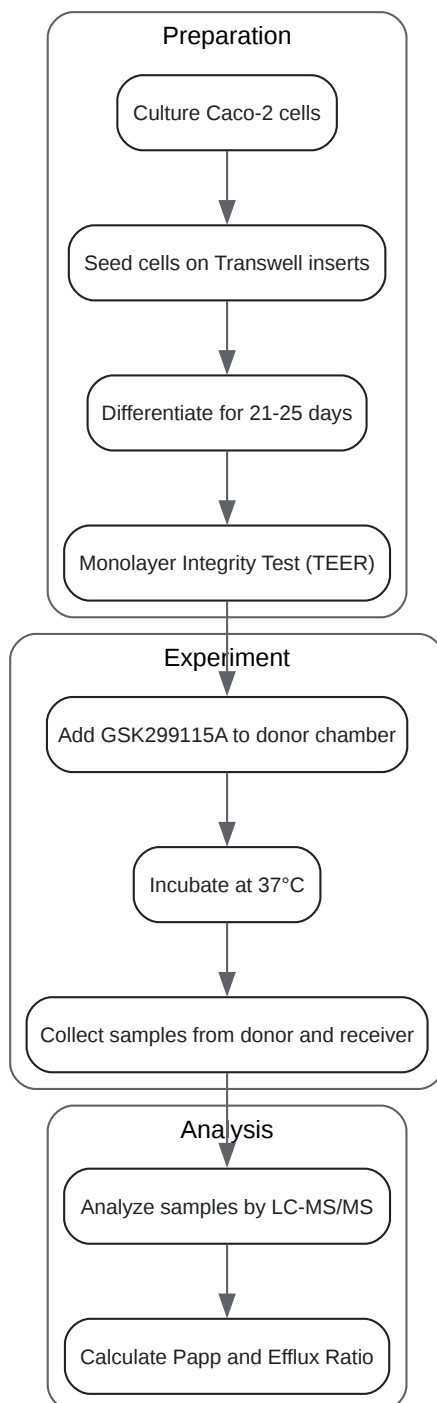 Preparation
Culture Caco-2 cells
Seed cells on Transwell inserts
Differentiate for 21-25 days
Monolayer Integrity Test (TEER)
Experiment
Add GSK299115A to donor chamber
Incubate at 37°C
Collect samples from donor and receiver
Analysis
Analyze samples by LC-MS/MS
Calculate Papp and Efflux Ratio